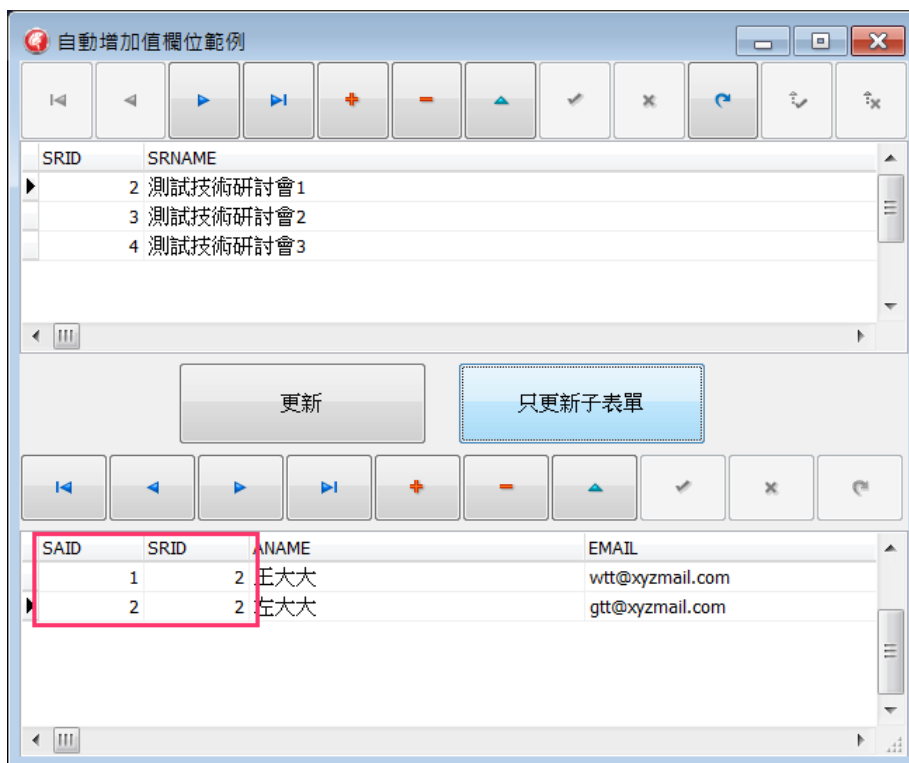 自動增加值欄位範例
SRID SRNAME
2 測試技術研討會1
3 測試技術研討會2
4 測試技術研討會3
更新 只更新子表單
SAID SRID ANAME EMAIL
1 2 王大大 wtt@xyzmail.com
2 2 左大大 gtt@xyzmail.com